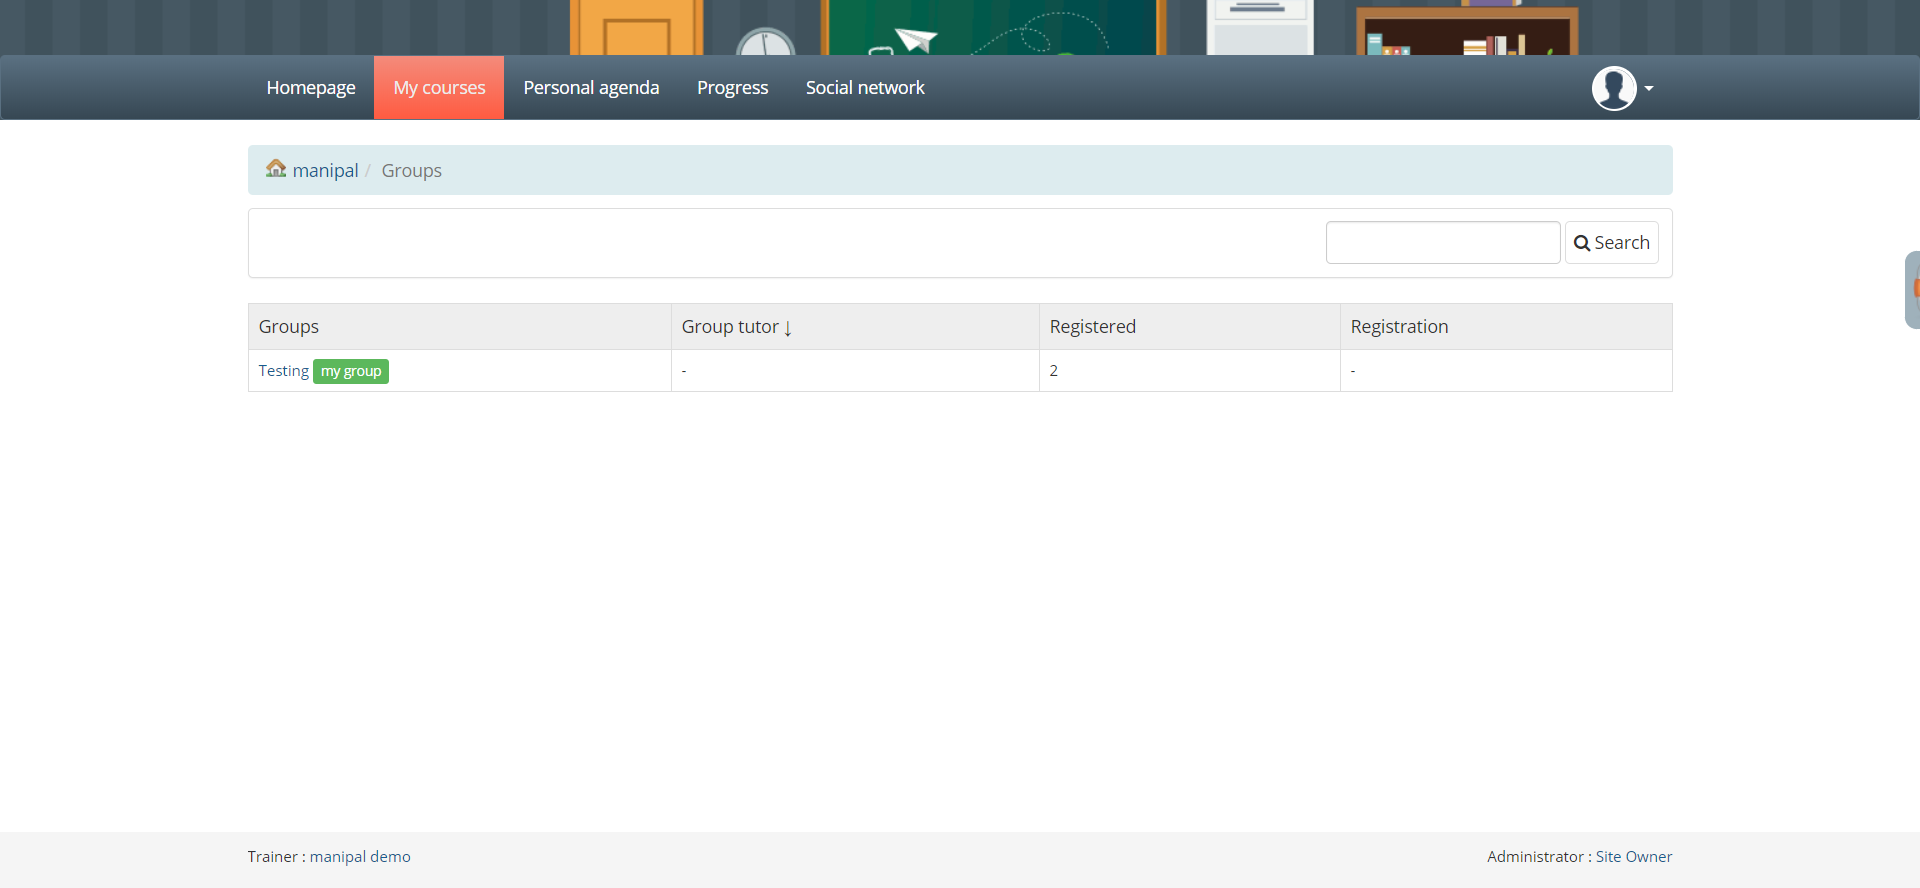 Homepage My courses Personal agenda Progress Social network
manipal / Groups
Search
Groups Group tutor ↓ Registered Registration
Testing my group - 2 -
Trainer : manipal demo Administrator : Site Owner